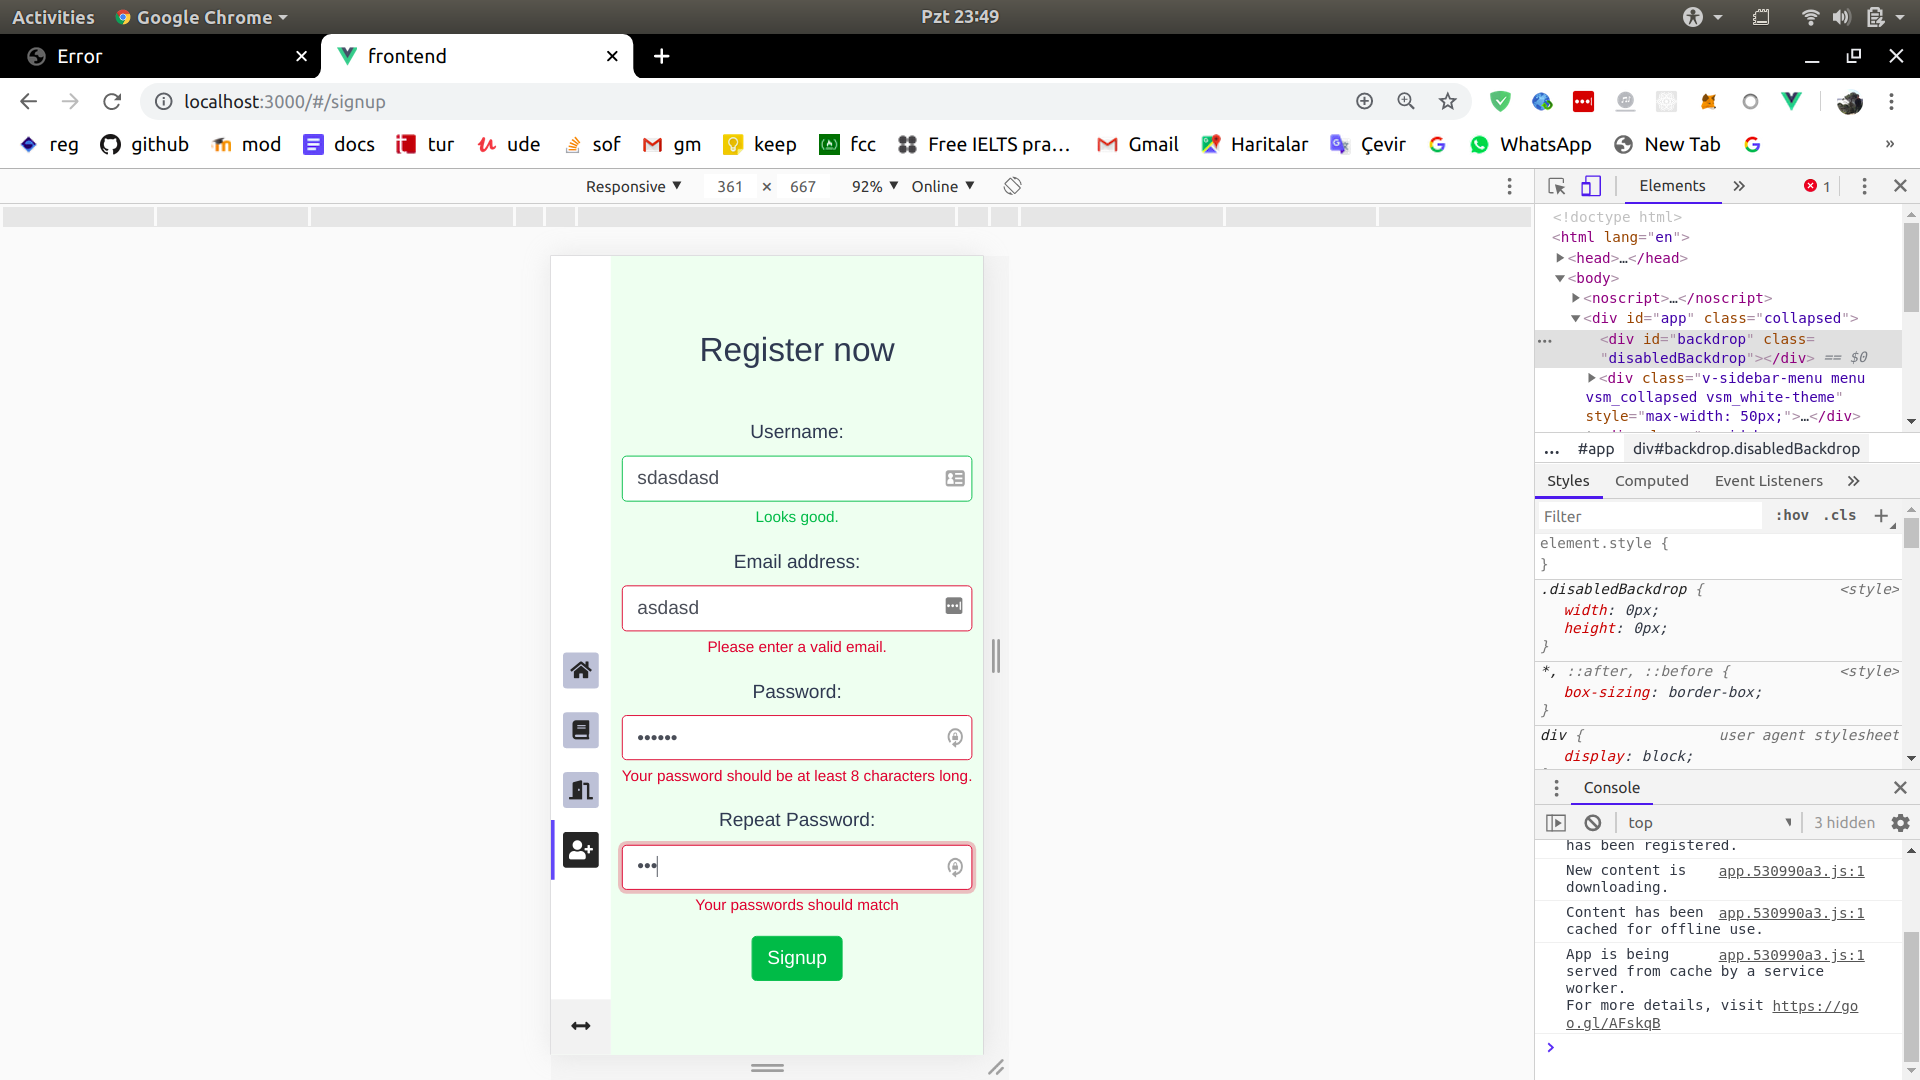 Activities Google Chrome Pzt 23:49
Error frontend
localhost:3000/#/signup
reg github mod docs tur ude sof gm keep fcc Free IELTS pra... Gmail Haritalar Çevir WhatsApp New Tab »
Responsive ▼ 361 × 667 92% ▼ Online ▼
Elements » 1
<!doctype html>
<html lang="en">
▶<head>…</head>
▼<body>
▶<noscript>…</noscript>
▼<div id="app" class="collapsed">
... <div id="backdrop" class=
"disabledBackdrop"></div> == $0
▶<div class="v-sidebar-menu menu
vsm_collapsed vsm_white-theme"
style="max-width: 50px;">…</div>
... #app div#backdrop.disabledBackdrop
Styles Computed Event Listeners »
Filter :hov .cls +
element.style {
}
.disabledBackdrop { <style>
width: 0px;
height: 0px;
}
*, ::after, ::before { <style>
box-sizing: border-box;
}
div { user agent stylesheet
display: block;
Console
top ▼ 3 hidden
has been registered.
New content is app.530990a3.js:1
downloading.
Content has been app.530990a3.js:1
cached for offline use.
App is being app.530990a3.js:1
served from cache by a service
worker.
For more details, visit https://go
o.gl/AFskqB
>
Register now
Username:
sdasdasd
Looks good.
Email address:
asdasd
Please enter a valid email.
Password:
••••••
Your password should be at least 8 characters long.
Repeat Password:
•••
Your passwords should match
Signup